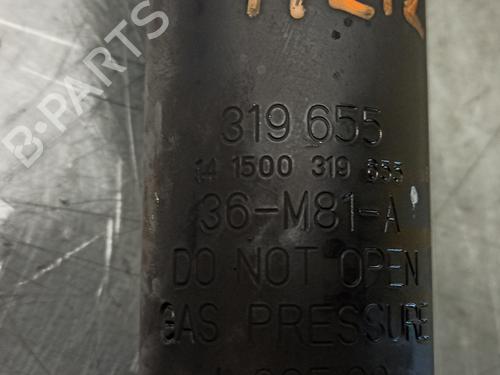 319 655
14 1500 319 655
36-M81-A
DO NOT OPEN
GAS PRESSURE
B-PARTS